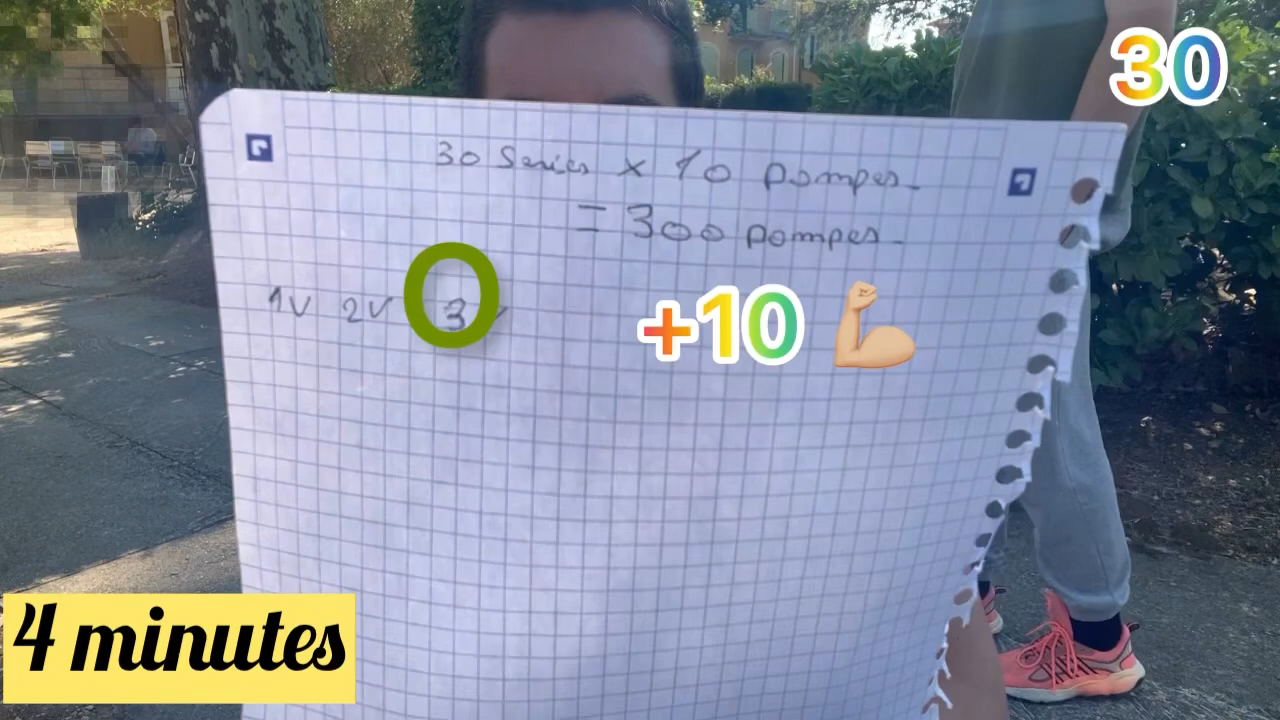 30
30 Series x 10 pompes.
= 300 pompes.
1V 2V 3V
+10 💪🏼
4 minutes